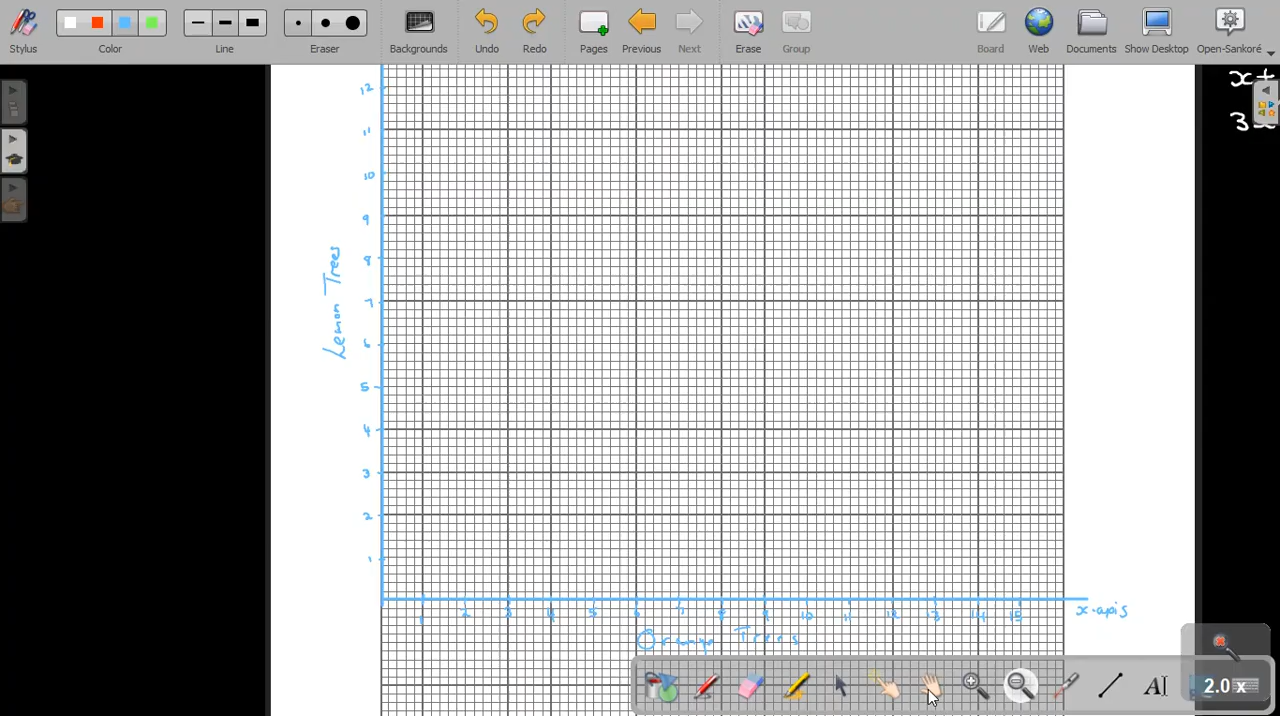 Stylus Color Line Eraser Backgrounds Undo Redo Pages Previous Next Erase Group Board Web Documents Show Desktop Open-Sankoré
x+
3x
12
11
10
9
8
7
6
5
4
3
2
1
Lemon Trees
1 2 3 4 5 6 7 8 9 10 11 12 13 14 15
x-axis
Orange Trees
AI
2.0 x